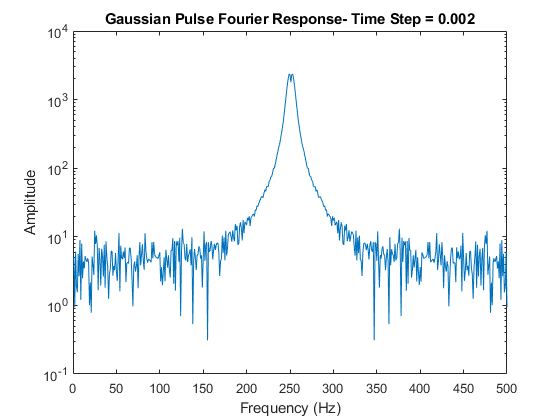 Gaussian Pulse Fourier Response- Time Step = 0.002
10^4
10^3
10^2
10^1
10^0
10^-1
Amplitude
0 50 100 150 200 250 300 350 400 450 500
Frequency (Hz)